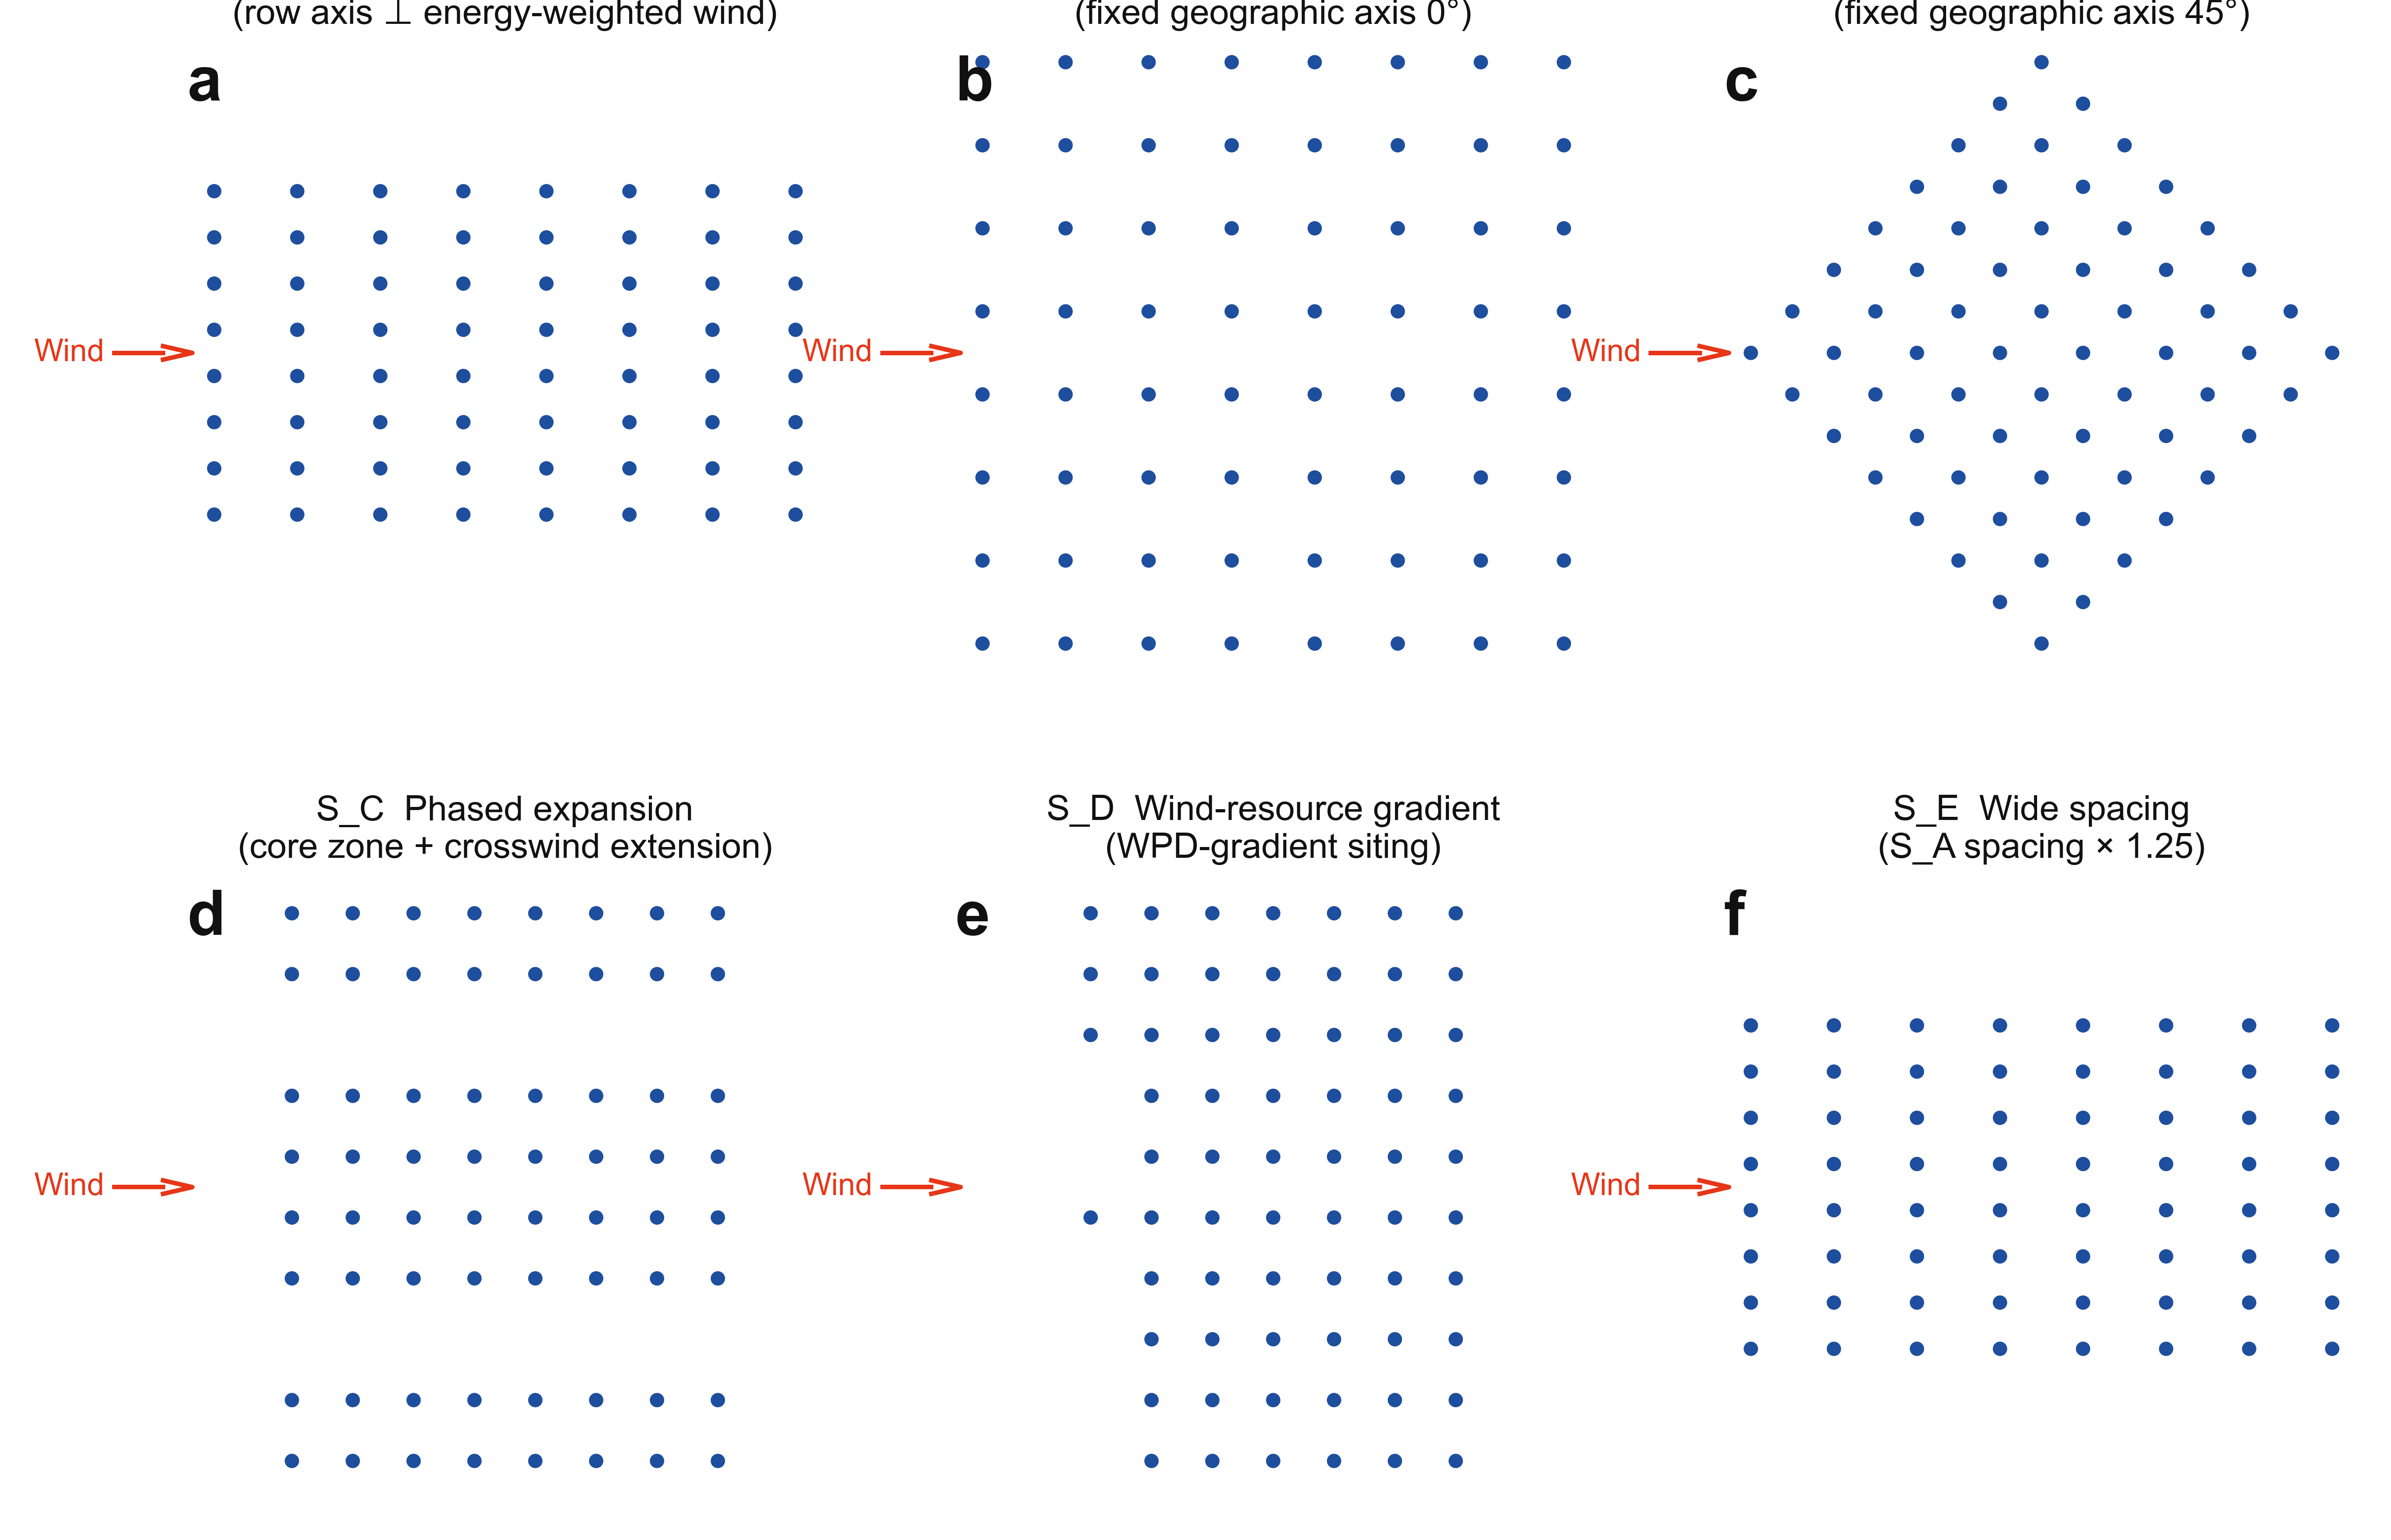 (row axis ⊥ energy-weighted wind)
(fixed geographic axis 0°)
(fixed geographic axis 45°)
a
b
c
Wind
Wind
Wind
S_C Phased expansion
(core zone + crosswind extension)
S_D Wind-resource gradient
(WPD-gradient siting)
S_E Wide spacing
(S_A spacing × 1.25)
d
e
f
Wind
Wind
Wind